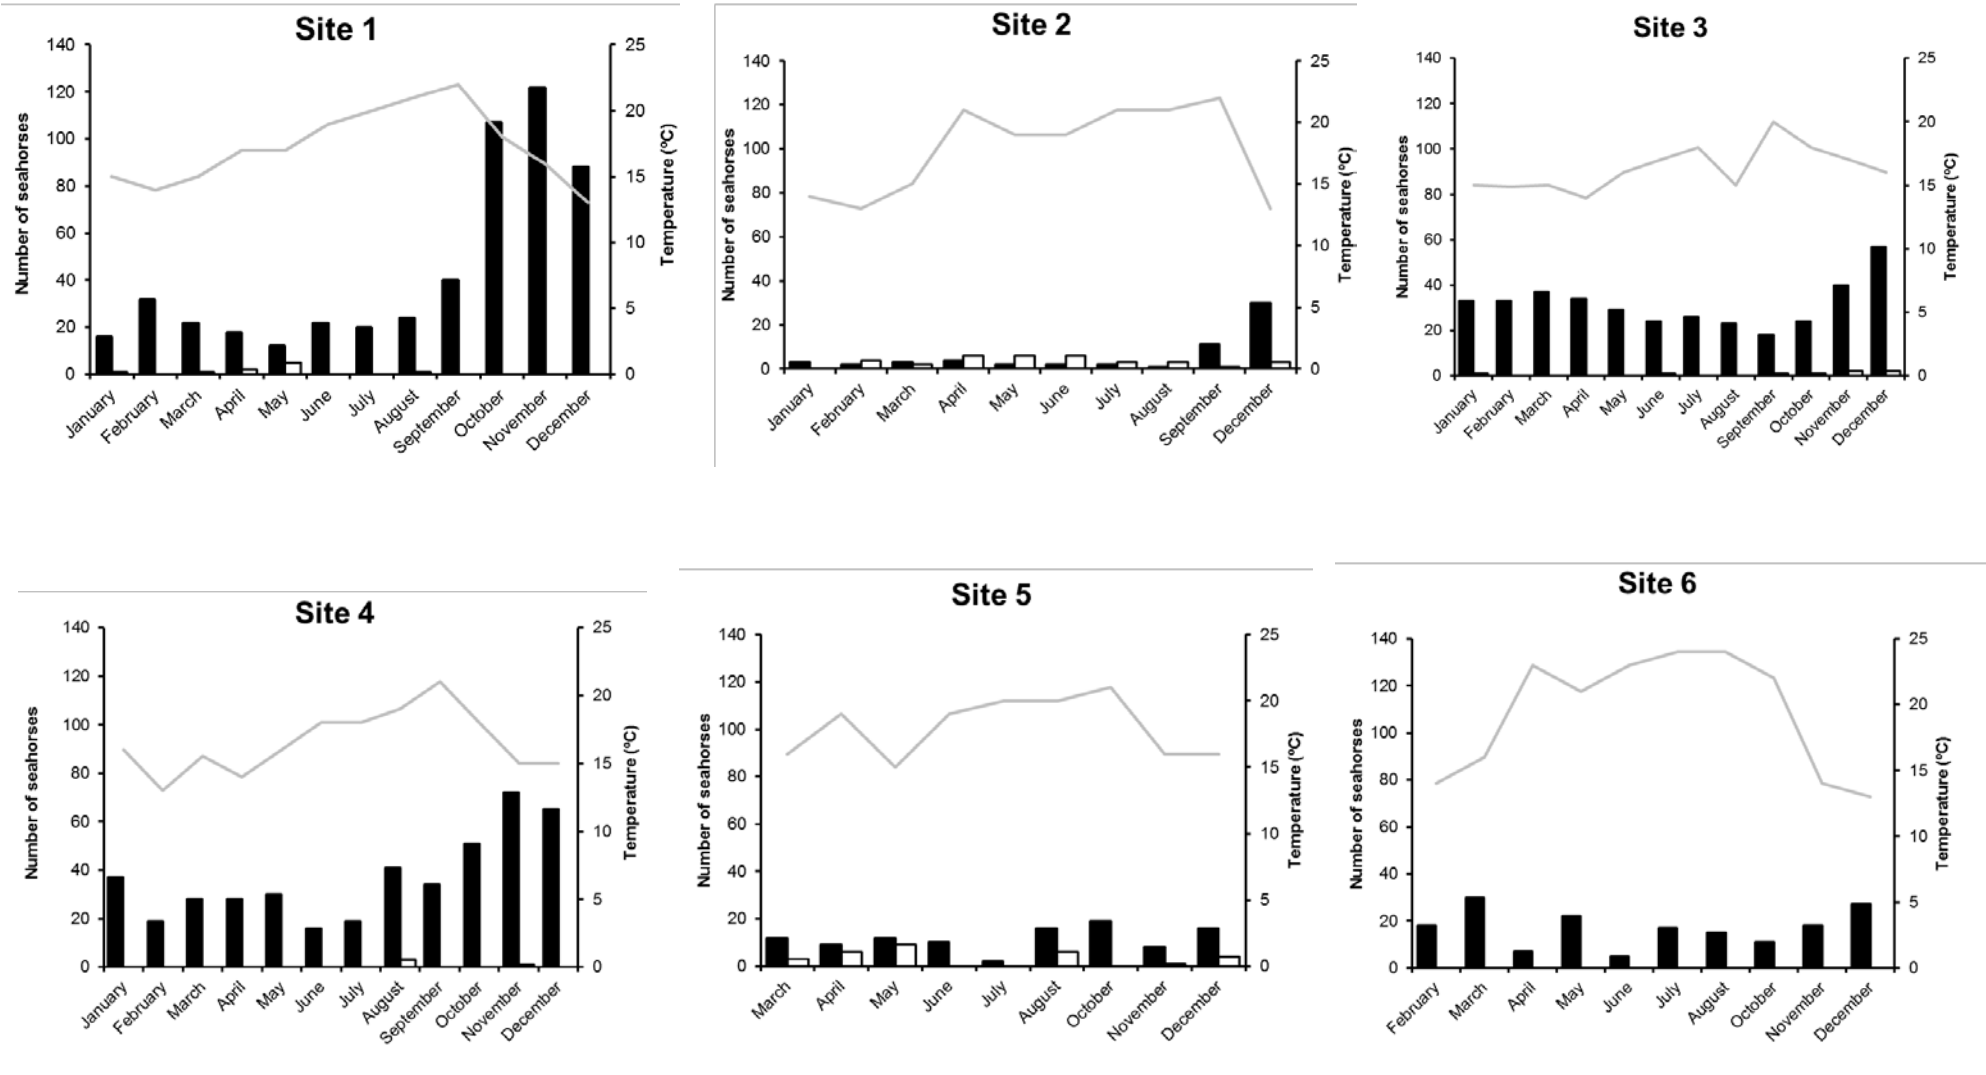 Site 1
140
120
100
80
60
40
20
0
25
20
15
10
5
0
Number of seahorses
Temperature (ºC)
January
February
March
April
May
June
July
August
September
October
November
December
Site 2
140
120
100
80
60
40
20
0
25
20
15
10
5
0
Number of seahorses
Temperature (ºC)
January
February
March
April
May
June
July
August
September
December
Site 3
140
120
100
80
60
40
20
0
25
20
15
10
5
0
Number of seahorses
Temperature (ºC)
January
February
March
April
May
June
July
August
September
October
November
December
Site 4
140
120
100
80
60
40
20
0
25
20
15
10
5
0
Number of seahorses
Temperature (ºC)
January
February
March
April
May
June
July
August
September
October
November
December
Site 5
140
120
100
80
60
40
20
0
25
20
15
10
5
0
Number of seahorses
Temperature (ºC)
March
April
May
June
July
August
October
November
December
Site 6
140
120
100
80
60
40
20
0
25
20
15
10
5
0
Number of seahorses
Temperature (ºC)
February
March
April
May
June
July
August
October
November
December